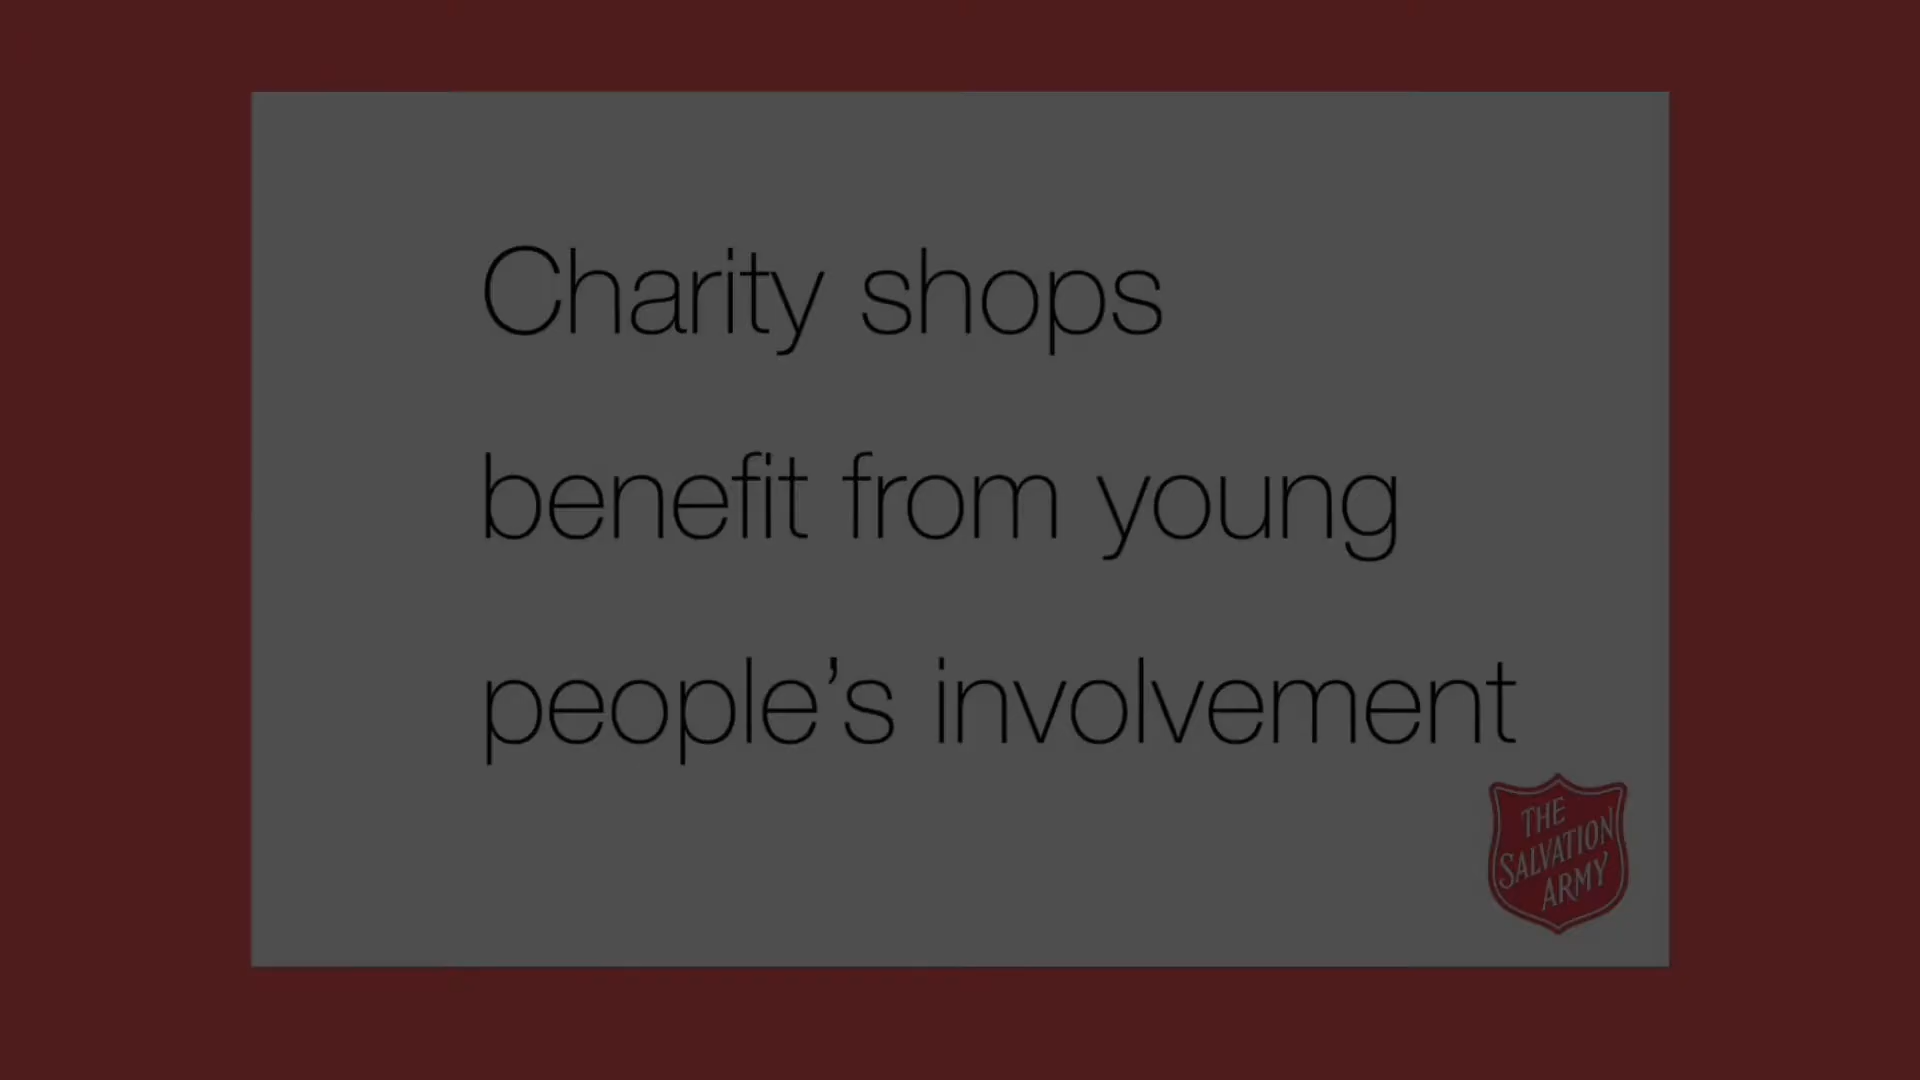 Charity shops
benefit from young
people’s involvement
THE
SALVATION
ARMY